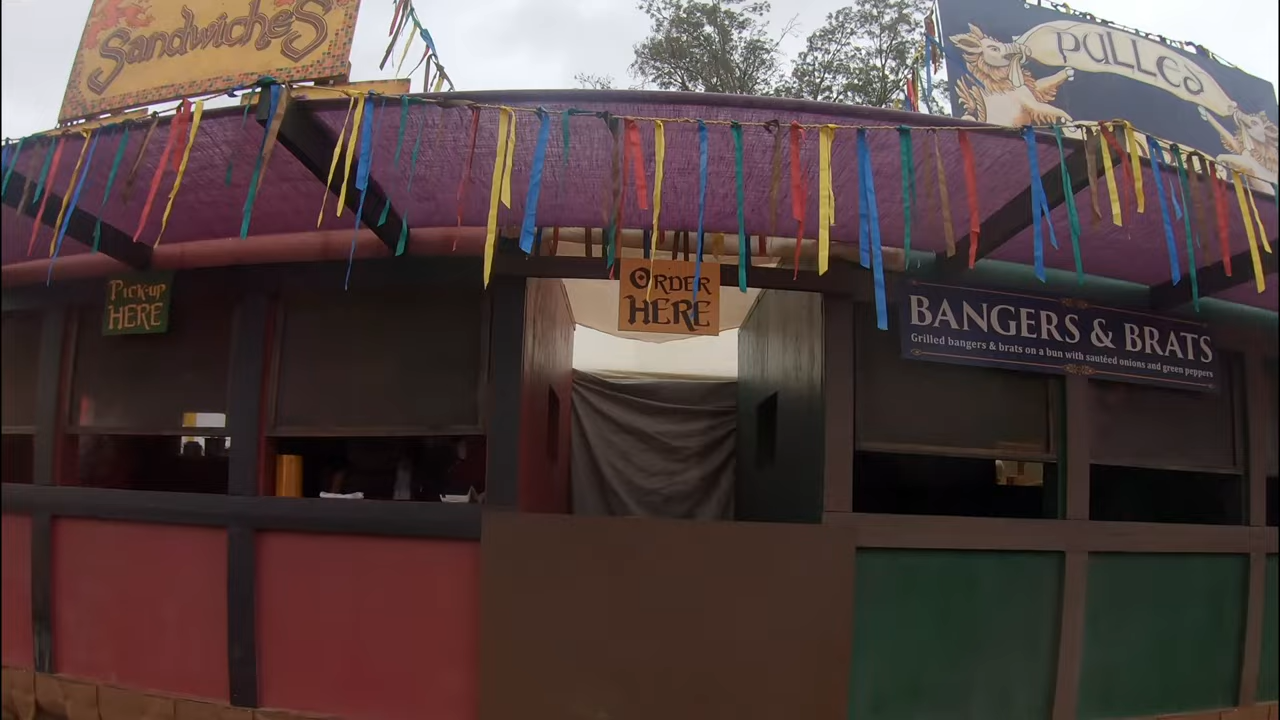 Sandwiches
PULLED
Pick-up
HERE
ORDER
HERE
BANGERS & BRATS
Grilled bangers & brats on a bun with sautéed onions and green peppers